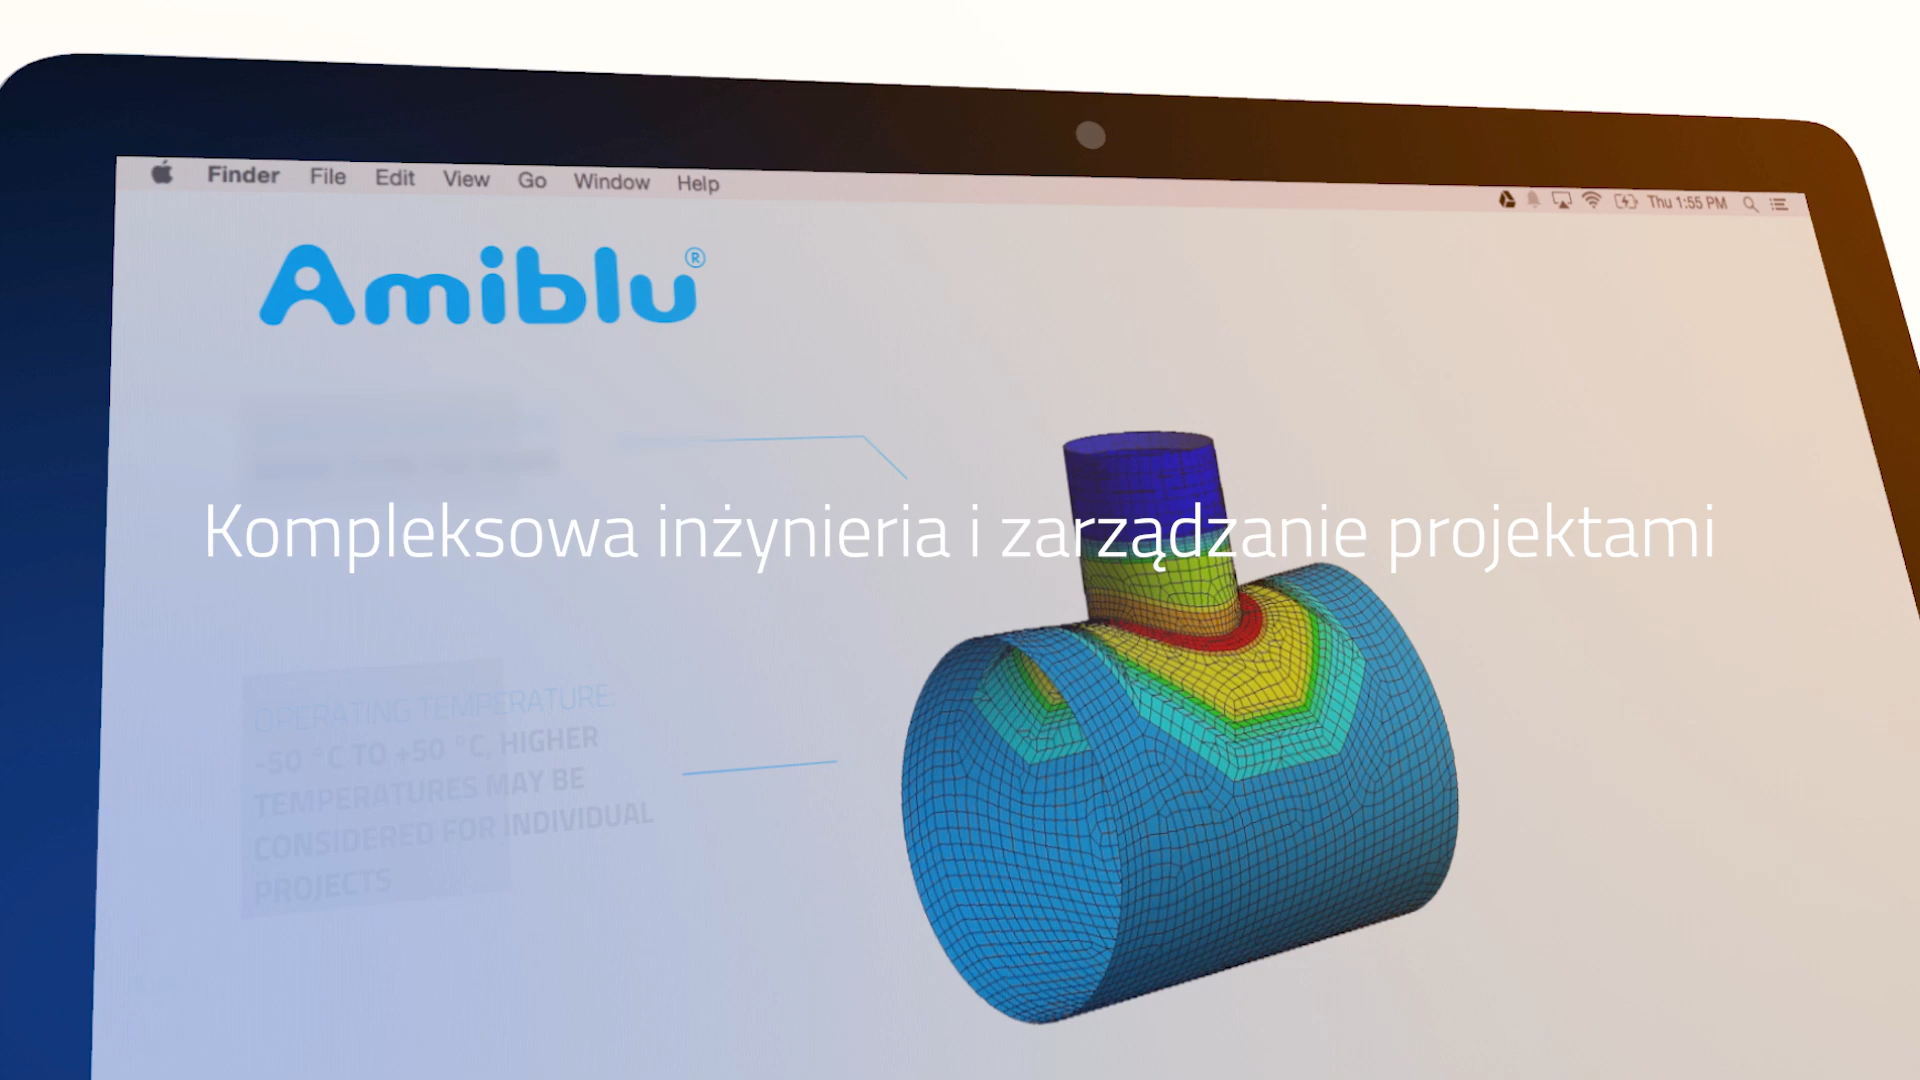 Finder File Edit View Go Window Help
Thu 1:55 PM
Amiblu®
Kompleksowa inżynieria i zarządzanie projektami
OPERATING TEMPERATURE:
-50 °C TO +50 °C, HIGHER
TEMPERATURES MAY BE
CONSIDERED FOR INDIVIDUAL
PROJECTS